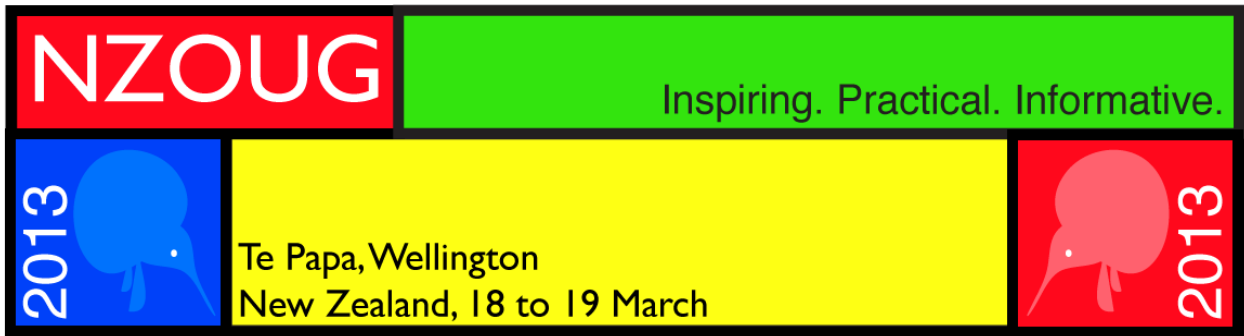 NZOUG
Inspiring. Practical. Informative.
2013
Te Papa, Wellington
New Zealand, 18 to 19 March
2013